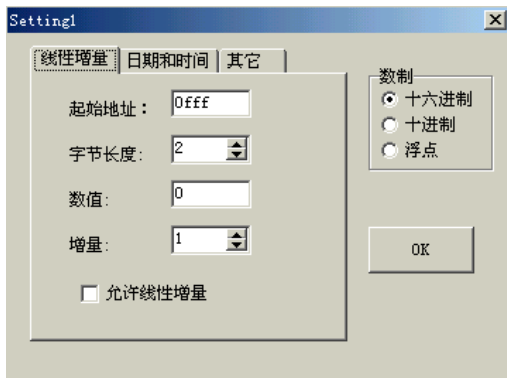 Setting1
线性增量 日期和时间 其它
起始地址: 0fff
字节长度: 2
数值: 0
增量: 1
允许线性增量
数制
十六进制
十进制
浮点
OK